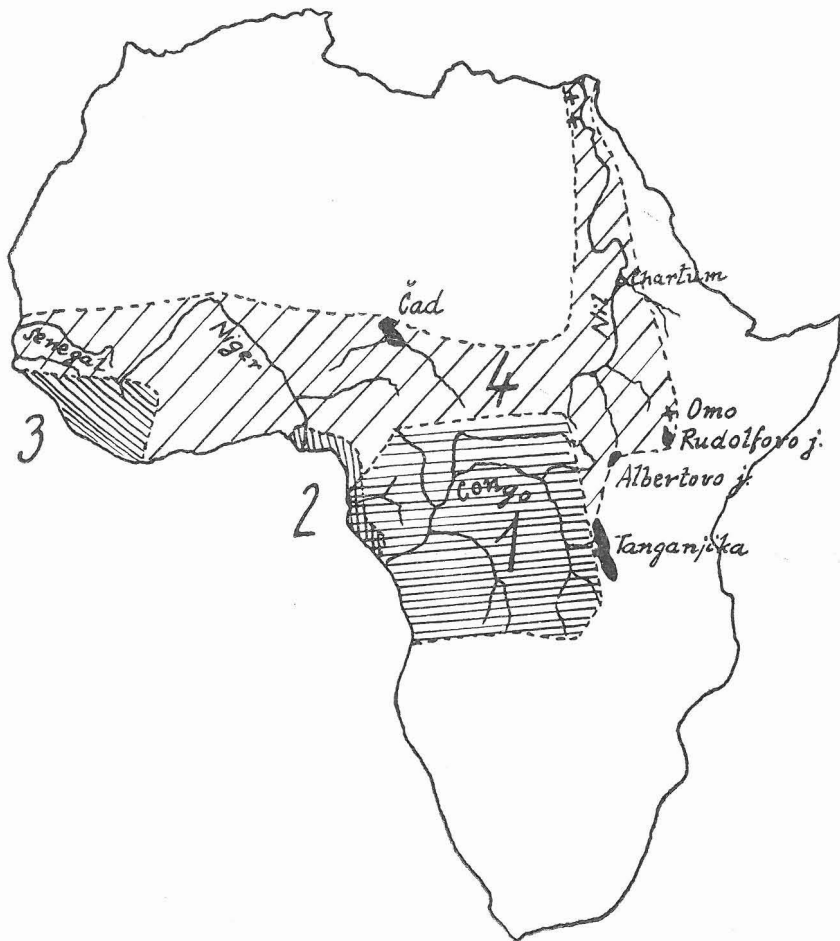 Čad
Chartum
Nil
Senegal
Niger
4
3
Omo
Rudolfovo j.
Albertovo j.
2
Congo
1
Tanganjika